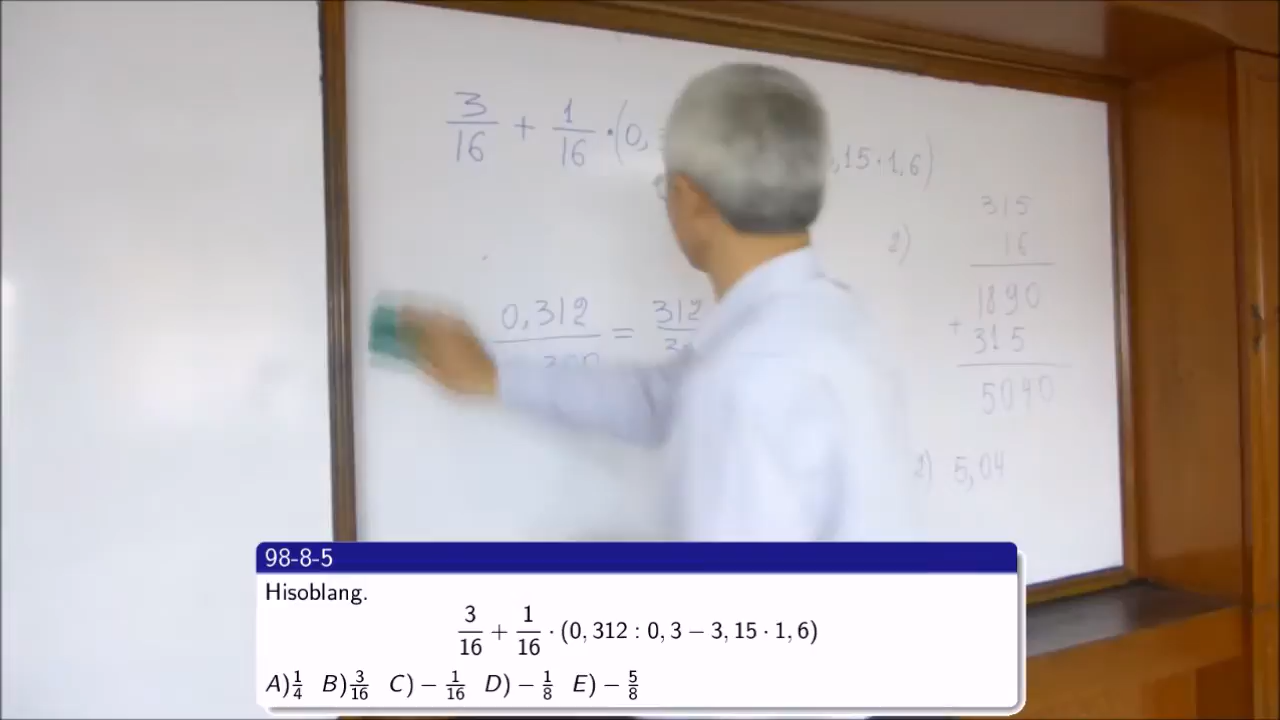 3/16 + 1/16 · (0,3 ,15 · 1,6)
2)
315
16
1890
+ 315
5040
0,312/300 = 312
2) 5,04
98-8-5
Hisoblang.
3/16 + 1/16 · (0, 312 : 0, 3 − 3, 15 · 1, 6)
A) 1/4 B) 3/16 C) − 1/16 D) − 1/8 E) − 5/8